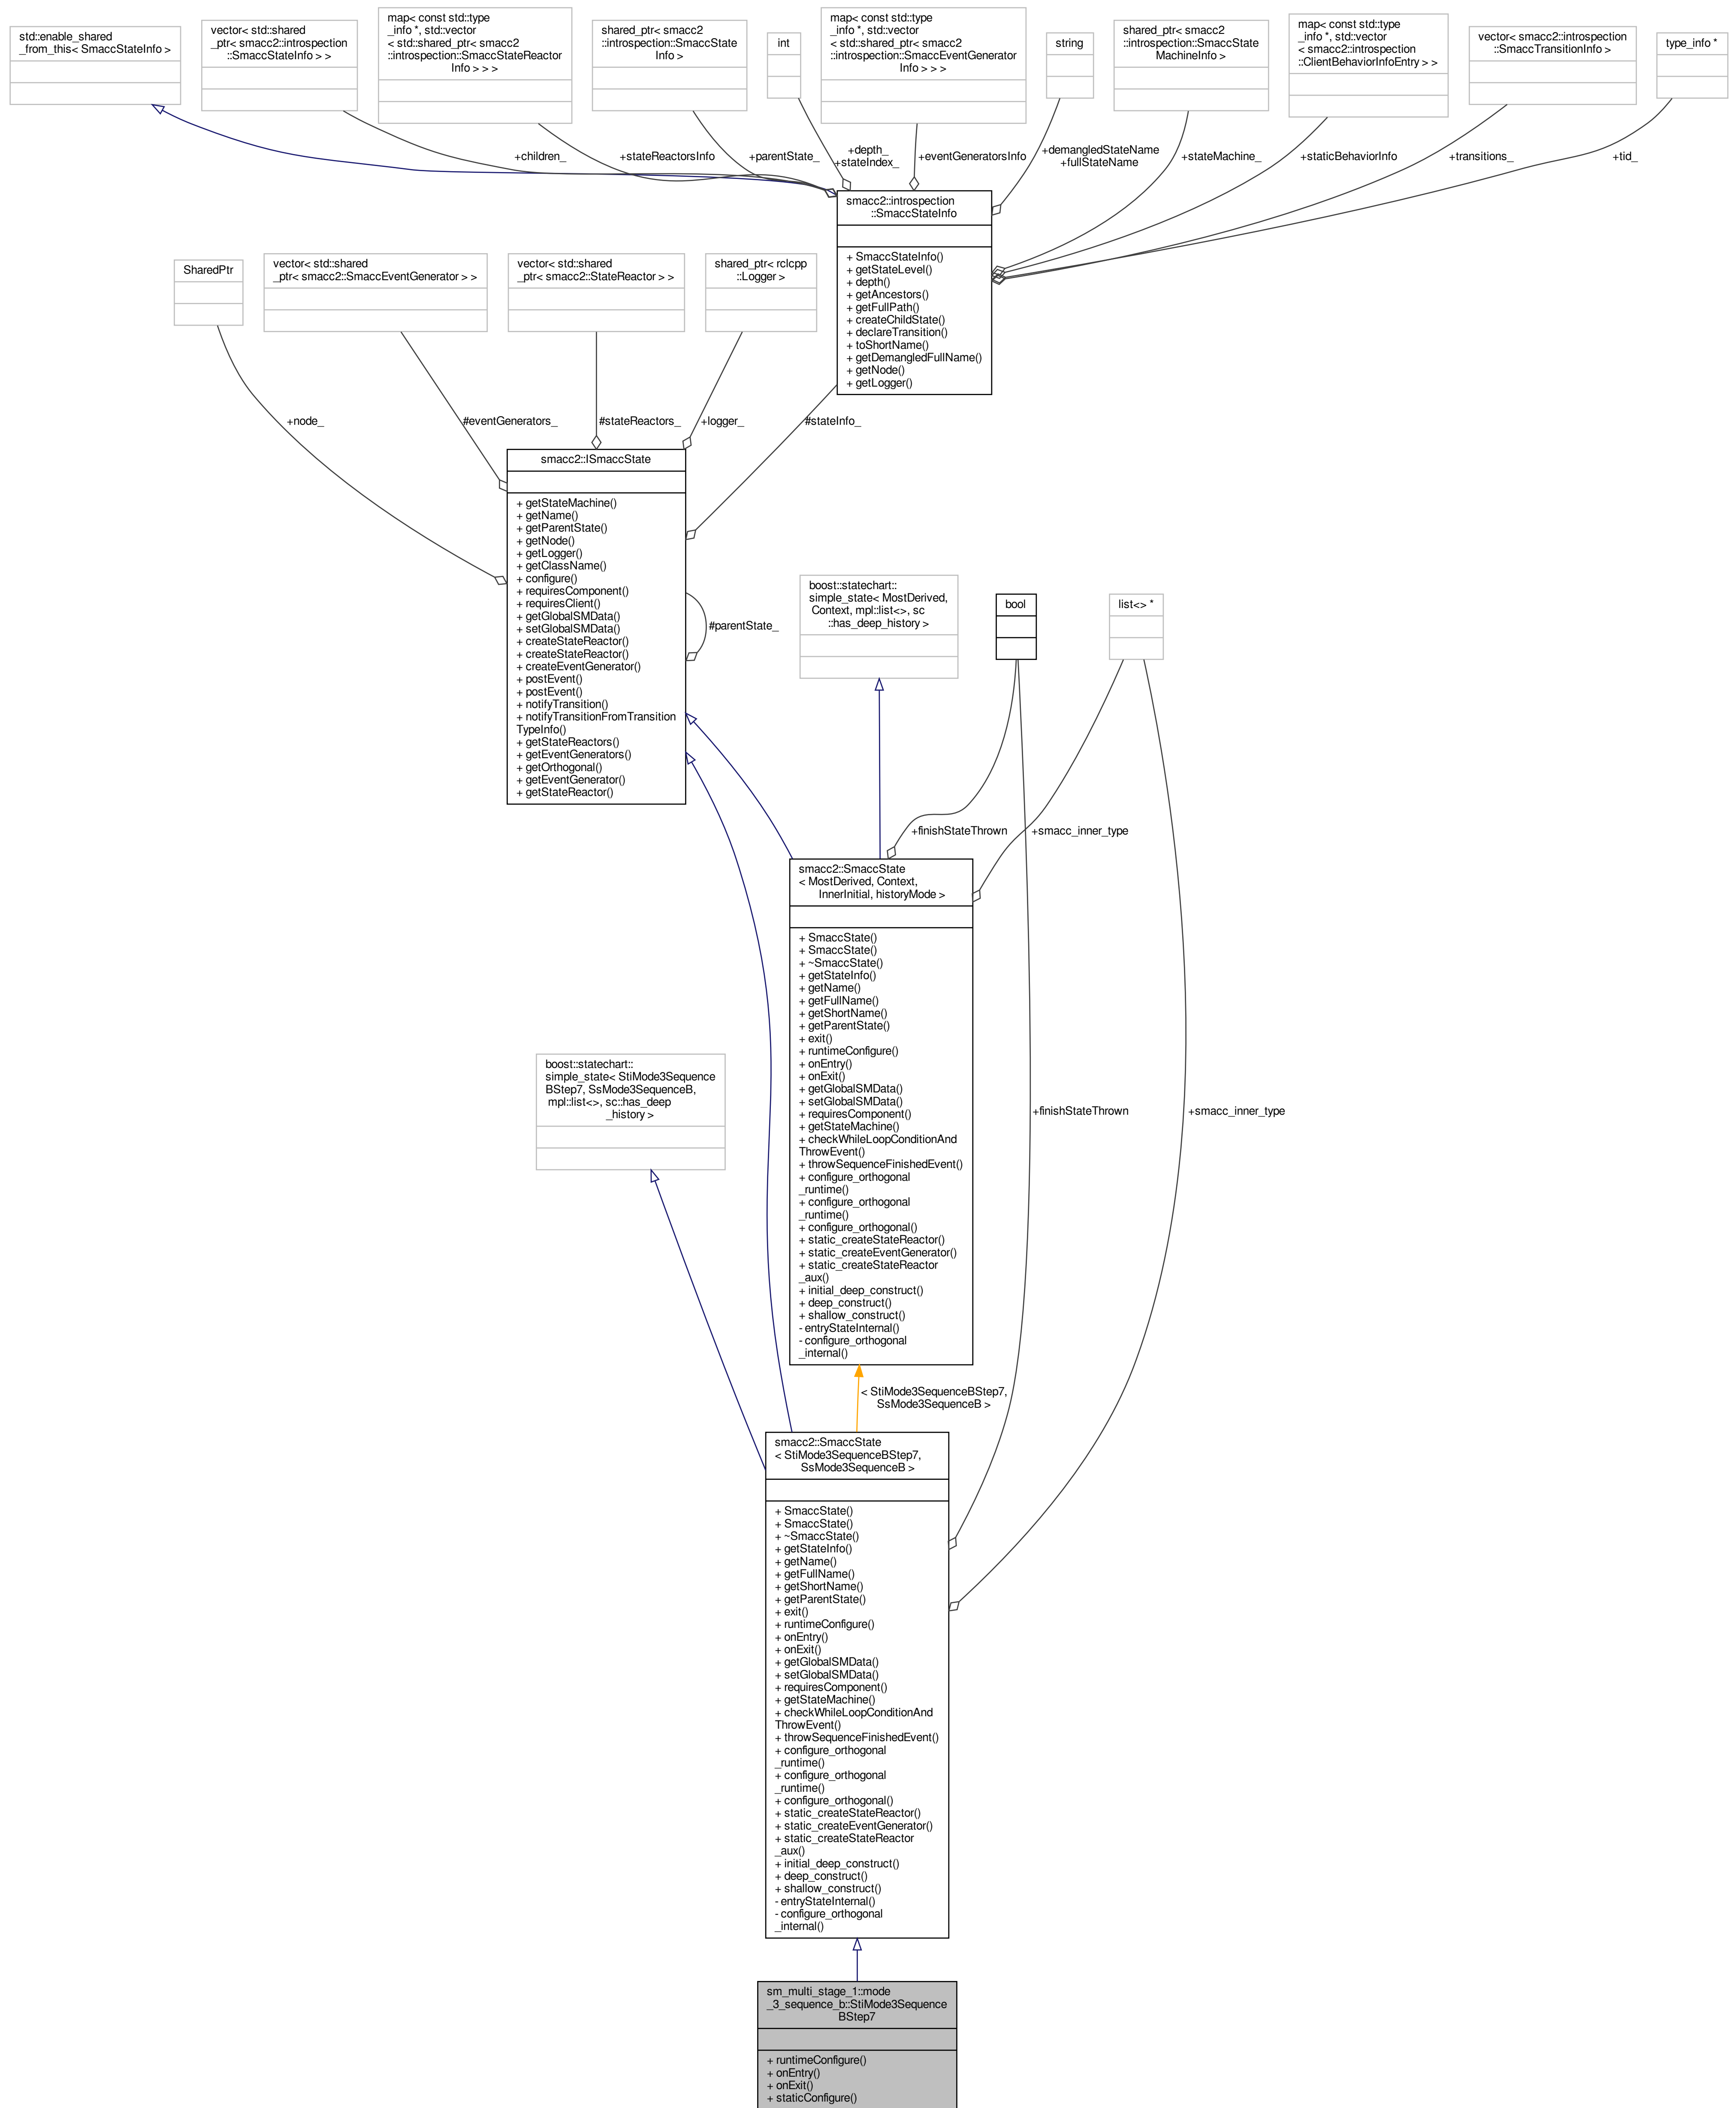 std::enable_shared
_from_this< SmaccStateInfo >
vector< std::shared
_ptr< smacc2::introspection
::SmaccStateInfo > >
map< const std::type
_info *, std::vector
< std::shared_ptr< smacc2
::introspection::SmaccStateReactor
Info > > >
shared_ptr< smacc2
::introspection::SmaccState
Info >
int
map< const std::type
_info *, std::vector
< std::shared_ptr< smacc2
::introspection::SmaccEventGenerator
Info > > >
string
shared_ptr< smacc2
::introspection::SmaccState
MachineInfo >
map< const std::type
_info *, std::vector
< smacc2::introspection
::ClientBehaviorInfoEntry > >
vector< smacc2::introspection
::SmaccTransitionInfo >
type_info *
+children_
+stateReactorsInfo
+parentState_
+depth_
+stateIndex_
+eventGeneratorsInfo
+demangledStateName
+fullStateName
+stateMachine_
+staticBehaviorInfo
+transitions_
+tid_
smacc2::introspection
::SmaccStateInfo
+ SmaccStateInfo()
+ getStateLevel()
+ depth()
+ getAncestors()
+ getFullPath()
+ createChildState()
+ declareTransition()
+ toShortName()
+ getDemangledFullName()
+ getNode()
+ getLogger()
SharedPtr
vector< std::shared
_ptr< smacc2::SmaccEventGenerator > >
vector< std::shared
_ptr< smacc2::StateReactor > >
shared_ptr< rclcpp
::Logger >
+node_
#eventGenerators_
#stateReactors_
+logger_
#stateInfo_
smacc2::ISmaccState
+ getStateMachine()
+ getName()
+ getParentState()
+ getNode()
+ getLogger()
+ getClassName()
+ configure()
+ requiresComponent()
+ requiresClient()
+ getGlobalSMData()
+ setGlobalSMData()
+ createStateReactor()
+ createStateReactor()
+ createEventGenerator()
+ postEvent()
+ postEvent()
+ notifyTransition()
+ notifyTransitionFromTransition
TypeInfo()
+ getStateReactors()
+ getEventGenerators()
+ getOrthogonal()
+ getEventGenerator()
+ getStateReactor()
#parentState_
boost::statechart::
simple_state< MostDerived,
Context, mpl::list<>, sc
::has_deep_history >
bool
list<> *
+finishStateThrown
+smacc_inner_type
smacc2::SmaccState
< MostDerived, Context,
InnerInitial, historyMode >
+ SmaccState()
+ SmaccState()
+ ~SmaccState()
+ getStateInfo()
+ getName()
+ getFullName()
+ getShortName()
+ getParentState()
+ exit()
+ runtimeConfigure()
+ onEntry()
+ onExit()
+ getGlobalSMData()
+ setGlobalSMData()
+ requiresComponent()
+ getStateMachine()
+ checkWhileLoopConditionAnd
ThrowEvent()
+ throwSequenceFinishedEvent()
+ configure_orthogonal
_runtime()
+ configure_orthogonal
_runtime()
+ configure_orthogonal()
+ static_createStateReactor()
+ static_createEventGenerator()
+ static_createStateReactor
_aux()
+ initial_deep_construct()
+ deep_construct()
+ shallow_construct()
- entryStateInternal()
- configure_orthogonal
_internal()
boost::statechart::
simple_state< StiMode3Sequence
BStep7, SsMode3SequenceB,
mpl::list<>, sc::has_deep
_history >
+finishStateThrown
+smacc_inner_type
< StiMode3SequenceBStep7,
SsMode3SequenceB >
smacc2::SmaccState
< StiMode3SequenceBStep7,
SsMode3SequenceB >
+ SmaccState()
+ SmaccState()
+ ~SmaccState()
+ getStateInfo()
+ getName()
+ getFullName()
+ getShortName()
+ getParentState()
+ exit()
+ runtimeConfigure()
+ onEntry()
+ onExit()
+ getGlobalSMData()
+ setGlobalSMData()
+ requiresComponent()
+ getStateMachine()
+ checkWhileLoopConditionAnd
ThrowEvent()
+ throwSequenceFinishedEvent()
+ configure_orthogonal
_runtime()
+ configure_orthogonal
_runtime()
+ configure_orthogonal()
+ static_createStateReactor()
+ static_createEventGenerator()
+ static_createStateReactor
_aux()
+ initial_deep_construct()
+ deep_construct()
+ shallow_construct()
- entryStateInternal()
- configure_orthogonal
_internal()
sm_multi_stage_1::mode
_3_sequence_b::StiMode3Sequence
BStep7
+ runtimeConfigure()
+ onEntry()
+ onExit()
+ staticConfigure()